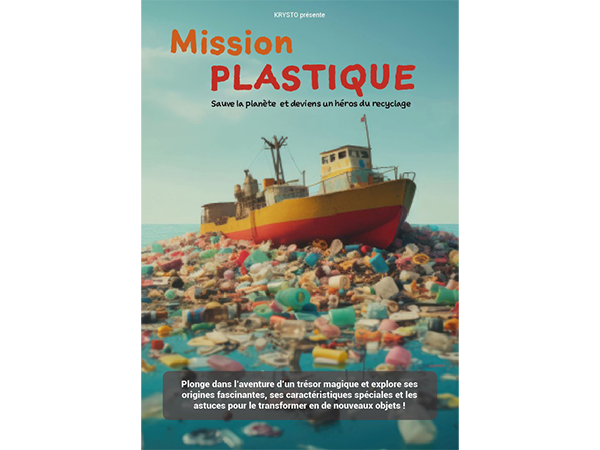 KRYSTO présente
Mission
PLASTIQUE
Sauve la planète et deviens un héros du recyclage
Plonge dans l'aventure d'un trésor magique et explore ses
origines fascinantes, ses caractéristiques spéciales et les
astuces pour le transformer en de nouveaux objets !